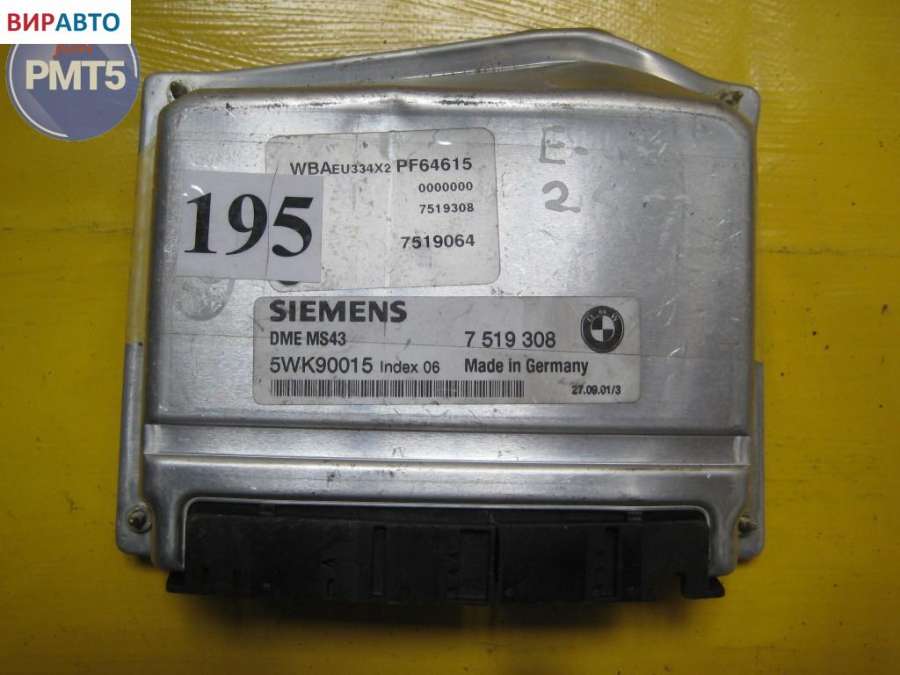 ВИРАВТО
PMT5
WBAEU334X2 PF64615
0000000
7519308
7519064
195
E-
2
SIEMENS
DME MS43 7 519 308
5WK90015 Index 06 Made in Germany
27.09.01/3